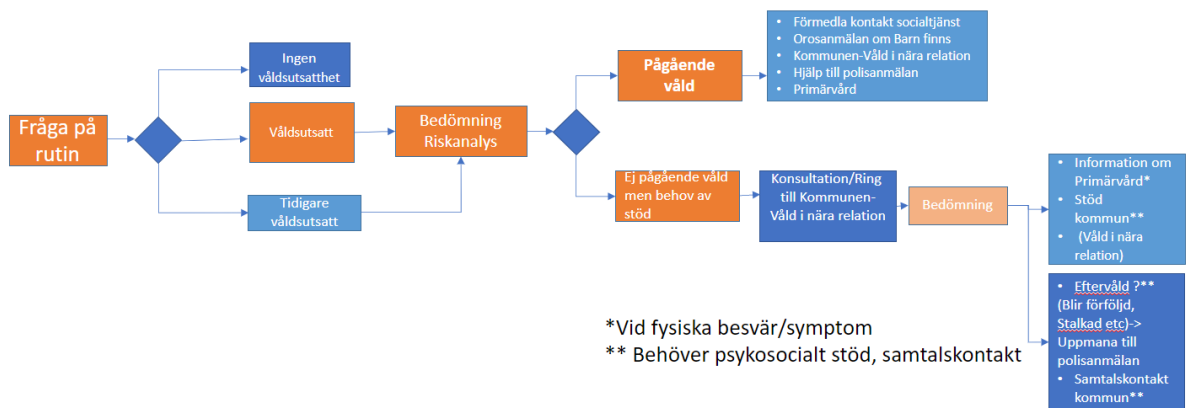 Fråga på
rutin
Ingen
våldsutsatthet
Våldsutsatt
Tidigare
våldsutsatt
Bedömning
Riskanalys
Pågående
våld
• Förmedla kontakt socialtjänst
• Orosanmälan om Barn finns
• Kommunen-Våld i nära relation
• Hjälp till polisanmälan
• Primärvård
Ej pågående våld
men behov av
stöd
Konsultation/Ring
till Kommunen-
Våld i nära relation
Bedömning
• Information om
Primärvård*
• Stöd
kommun**
• (Våld i nära
relation)
• Eftervåld ?**
(Blir förföljd,
Stalkad etc)->
Uppmana till
polisanmälan
• Samtalskontakt
kommun**
*Vid fysiska besvär/symptom
** Behöver psykosocialt stöd, samtalskontakt